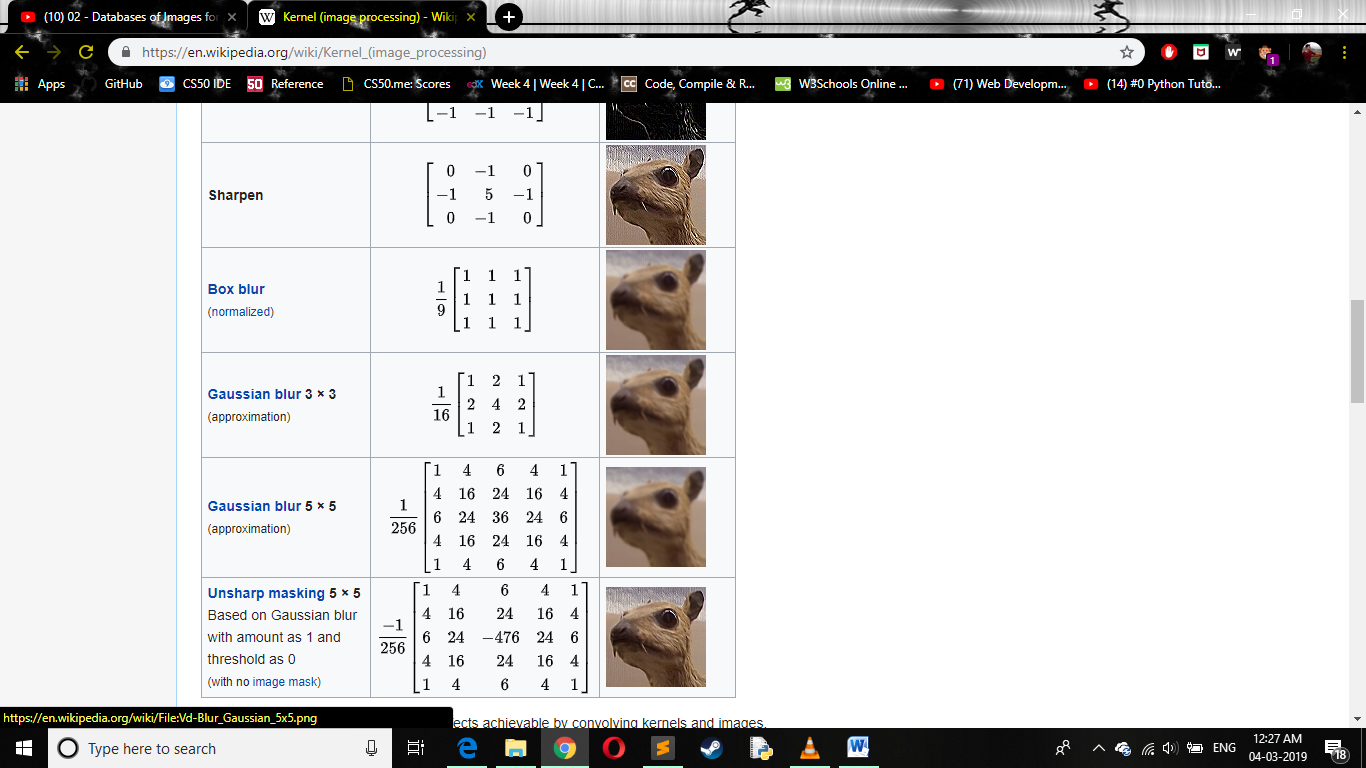 (10) 02 - Databases of Images for
Kernel (image processing) - Wikip
https://en.wikipedia.org/wiki/Kernel_(image_processing)
Apps GitHub CS50 IDE Reference CS50.me: Scores Week 4 | Week 4 | C... Code, Compile & R... W3Schools Online ... (71) Web Developm... (14) #0 Python Tuto...
−1 −1 −1
Sharpen
0 −1 0
−1 5 −1
0 −1 0
Box blur
(normalized)
1/9
1 1 1
1 1 1
1 1 1
Gaussian blur 3 × 3
(approximation)
1/16
1 2 1
2 4 2
1 2 1
Gaussian blur 5 × 5
(approximation)
1/256
1 4 6 4 1
4 16 24 16 4
6 24 36 24 6
4 16 24 16 4
1 4 6 4 1
Unsharp masking 5 × 5
Based on Gaussian blur
with amount as 1 and
threshold as 0
(with no image mask)
−1/256
1 4 6 4 1
4 16 24 16 4
6 24 −476 24 6
4 16 24 16 4
1 4 6 4 1
ects achievable by convolving kernels and images.
https://en.wikipedia.org/wiki/File:Vd-Blur_Gaussian_5x5.png
Type here to search
ENG
12:27 AM
04-03-2019
18